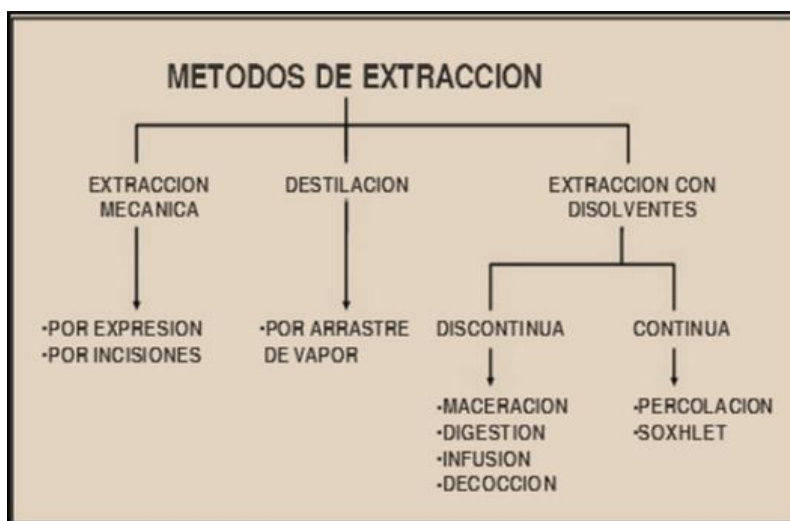 METODOS DE EXTRACCION
EXTRACCION
MECANICA
DESTILACION
EXTRACCION CON
DISOLVENTES
•POR EXPRESION
•POR INCISIONES
•POR ARRASTRE
DE VAPOR
DISCONTINUA
CONTINUA
•MACERACION
•DIGESTION
•INFUSION
•DECOCCION
•PERCOLACION
•SOXHLET